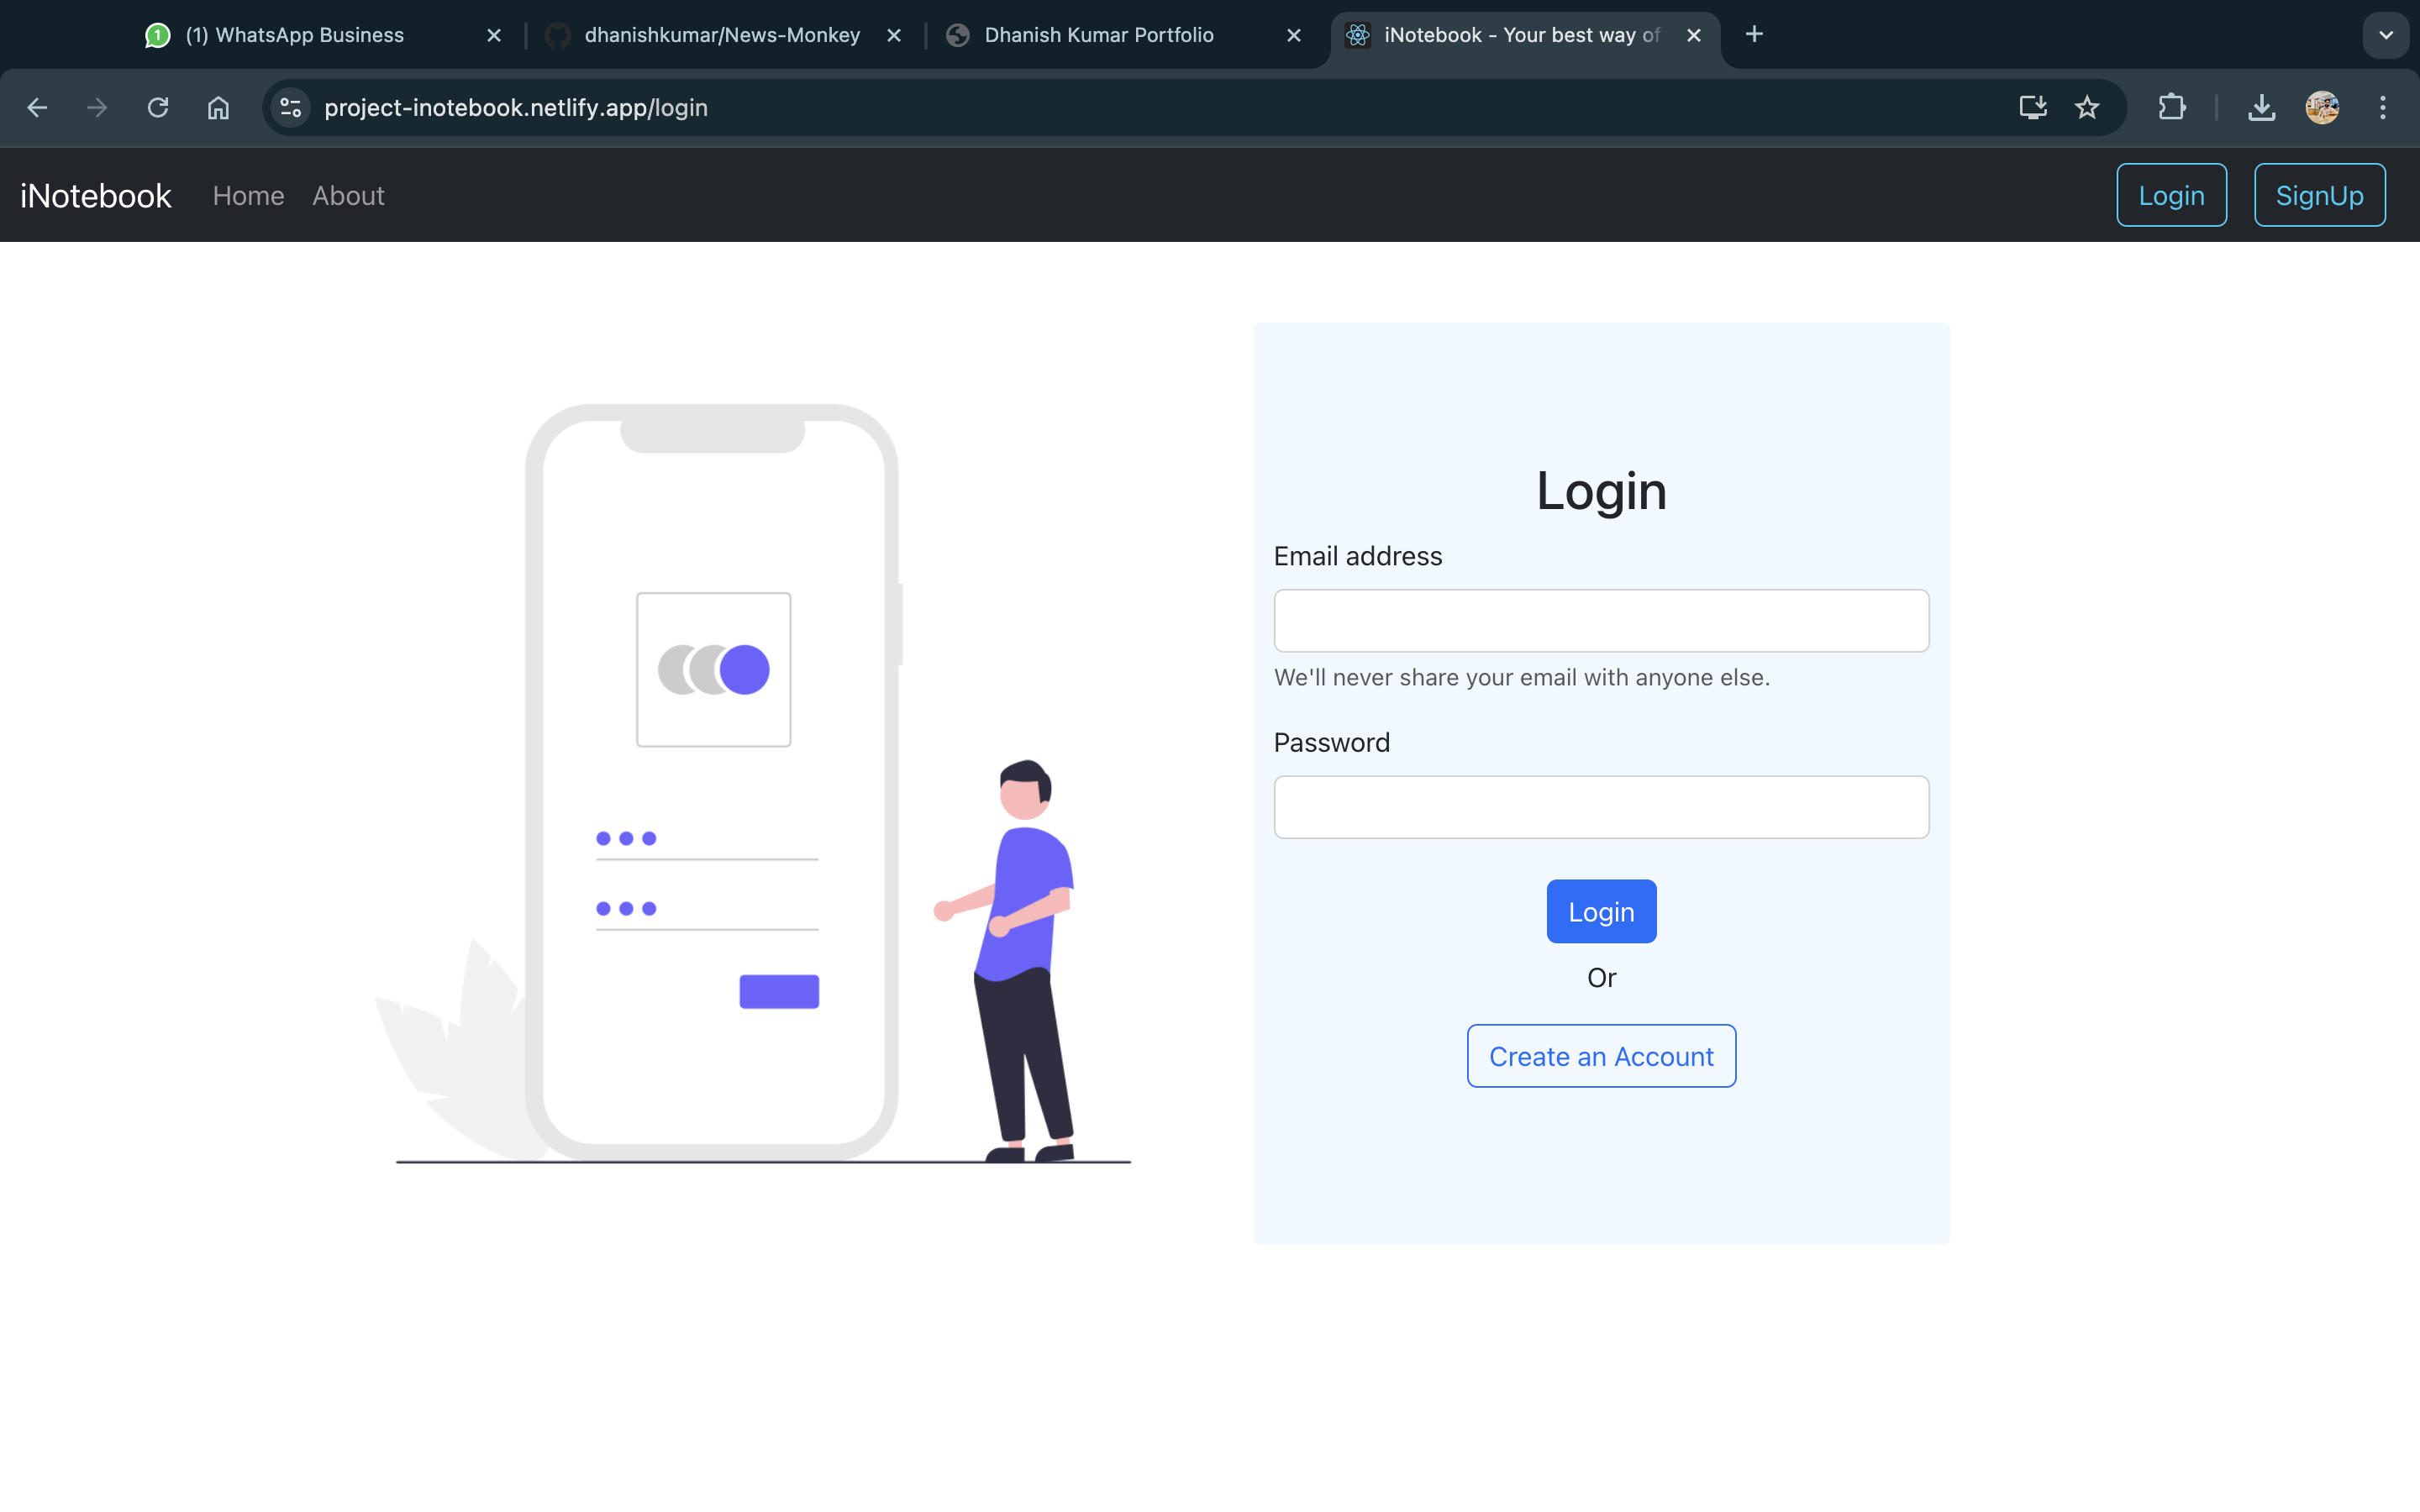 (1) WhatsApp Business
dhanishkumar/News-Monkey
Dhanish Kumar Portfolio
iNotebook - Your best way of
project-inotebook.netlify.app/login
iNotebook Home About Login SignUp
Login
Email address
We'll never share your email with anyone else.
Password
Login
Or
Create an Account